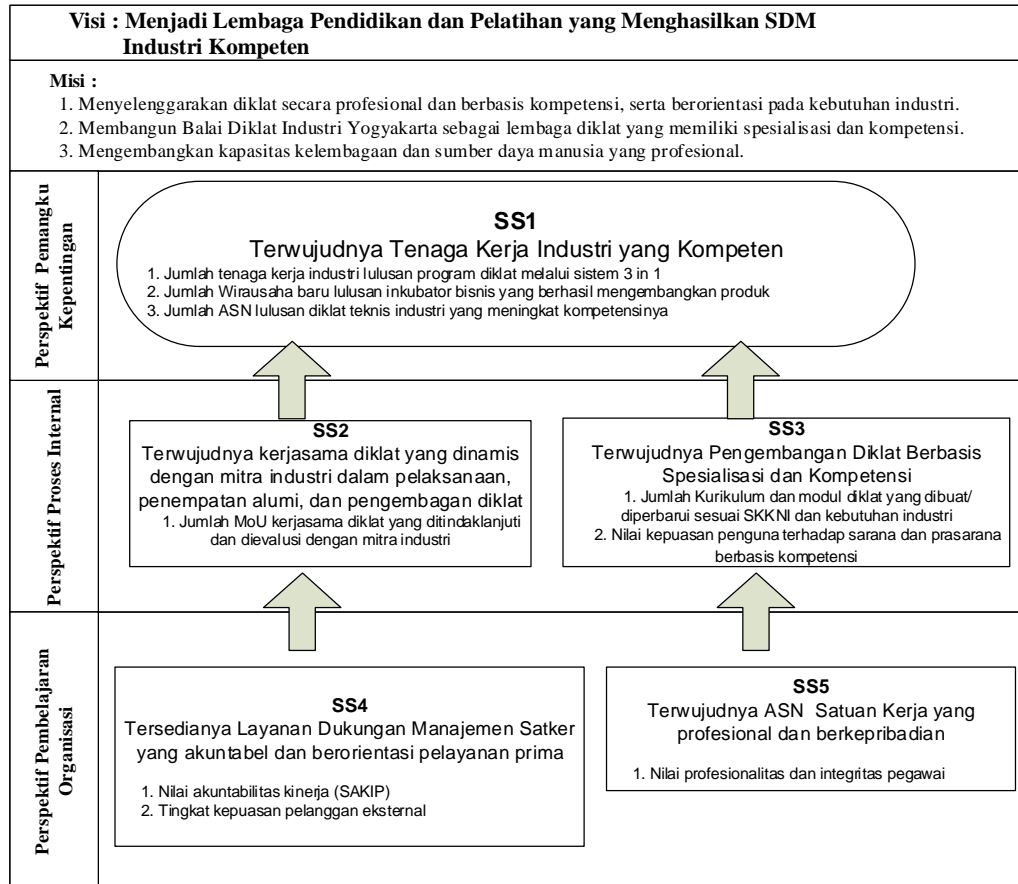 Visi : Menjadi Lembaga Pendidikan dan Pelatihan yang Menghasilkan SDM
Industri Kompeten
Misi :
1. Menyelenggarakan diklat secara profesional dan berbasis kompetensi, serta berorientasi pada kebutuhan industri.
2. Membangun Balai Diklat Industri Yogyakarta sebagai lembaga diklat yang memiliki spesialisasi dan kompetensi.
3. Mengembangkan kapasitas kelembagaan dan sumber daya manusia yang profesional.
Perspektif Pemangku
Kepentingan
SS1
Terwujudnya Tenaga Kerja Industri yang Kompeten
1. Jumlah tenaga kerja industri lulusan program diklat melalui sistem 3 in 1
2. Jumlah Wirausaha baru lulusan inkubator bisnis yang berhasil mengembangkan produk
3. Jumlah ASN lulusan diklat teknis industri yang meningkat kompetensinya
Perspektif Proses Internal
SS2
Terwujudnya kerjasama diklat yang dinamis
dengan mitra industri dalam pelaksanaan,
penempatan alumi, dan pengembagan diklat
1. Jumlah MoU kerjasama diklat yang ditindaklanjuti
dan dievalusi dengan mitra industri
SS3
Terwujudnya Pengembangan Diklat Berbasis
Spesialisasi dan Kompetensi
1. Jumlah Kurikulum dan modul diklat yang dibuat/
diperbarui sesuai SKKNI dan kebutuhan industri
2. Nilai kepuasan penguna terhadap sarana dan prasarana
berbasis kompetensi
Perspektif Pembelajaran
Organisasi
SS4
Tersedianya Layanan Dukungan Manajemen Satker
yang akuntabel dan berorientasi pelayanan prima
1. Nilai akuntabilitas kinerja (SAKIP)
2. Tingkat kepuasan pelanggan eksternal
SS5
Terwujudnya ASN Satuan Kerja yang
profesional dan berkepribadian
1. Nilai profesionalitas dan integritas pegawai